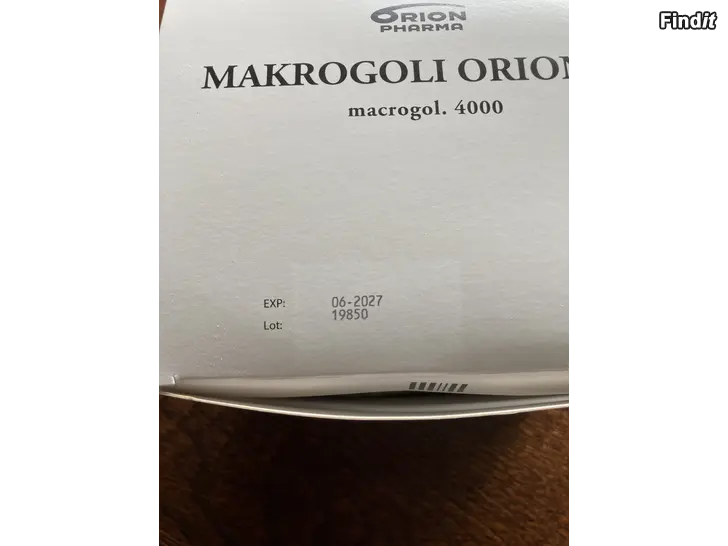 Findit
ORION
PHARMA
MAKROGOLI ORION
macrogol. 4000
EXP: 06-2027
Lot: 19850